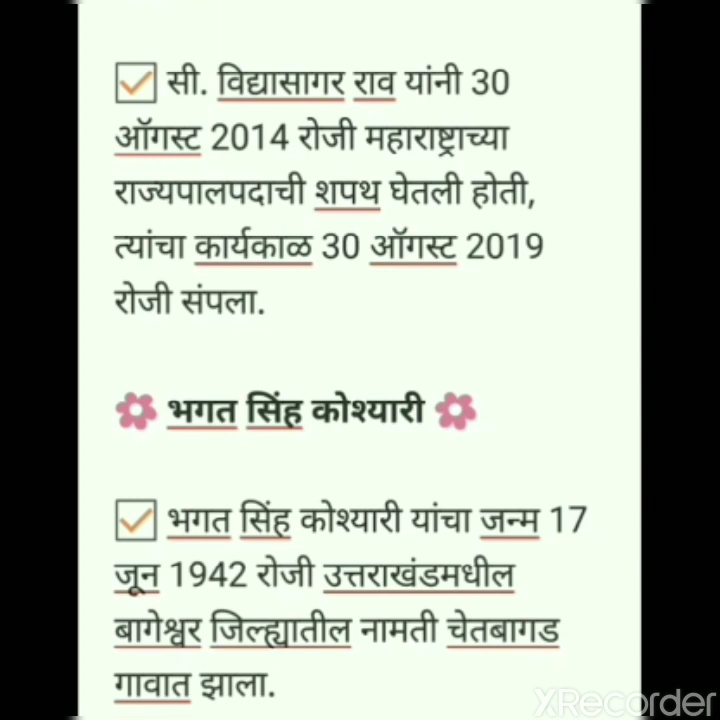 सी. विद्यासागर राव यांनी 30
ऑगस्ट 2014 रोजी महाराष्ट्राच्या
राज्यपालपदाची शपथ घेतली होती,
त्यांचा कार्यकाळ 30 ऑगस्ट 2019
रोजी संपला.
भगत सिंह कोश्यारी
भगत सिंह कोश्यारी यांचा जन्म 17
जून 1942 रोजी उत्तराखंडमधील
बागेश्वर जिल्ह्यातील नामती चेतबागड
गावात झाला.
XRecorder